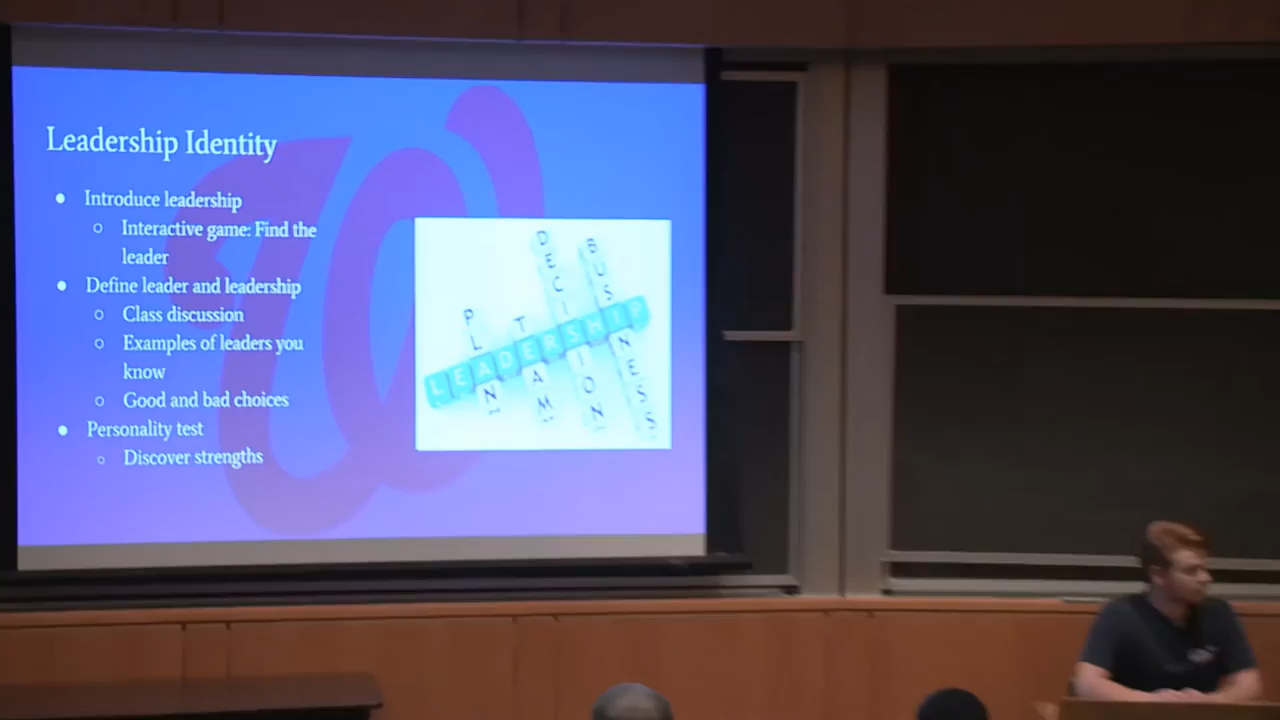 Leadership Identity
Introduce leadership
Interactive game: Find the
leader
Define leader and leadership
Class discussion
Examples of leaders you
know
Good and bad choices
Personality test
Discover strengths
PLAN
TEAM
DECISION
BUSINESS
LEADERSHIP